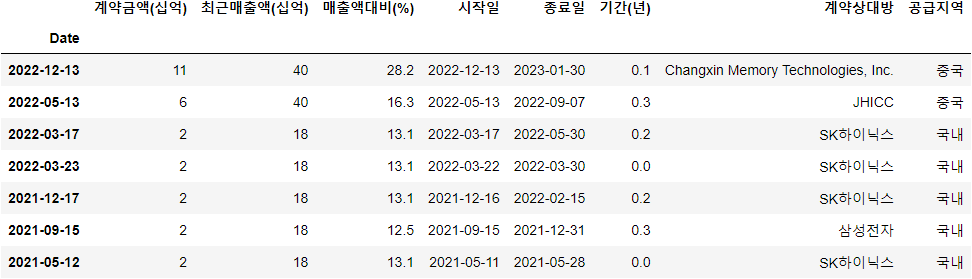 계약금액(십억) 최근매출액(십억) 매출액대비(%) 시작일 종료일 기간(년) 계약상대방 공급지역
Date
2022-12-13 11 40 28.2 2022-12-13 2023-01-30 0.1 Changxin Memory Technologies, Inc. 중국
2022-05-13 6 40 16.3 2022-05-13 2022-09-07 0.3 JHICC 중국
2022-03-17 2 18 13.1 2022-03-17 2022-05-30 0.2 SK하이닉스 국내
2022-03-23 2 18 13.1 2022-03-22 2022-03-30 0.0 SK하이닉스 국내
2021-12-17 2 18 13.1 2021-12-16 2022-02-15 0.2 SK하이닉스 국내
2021-09-15 2 18 12.5 2021-09-15 2021-12-31 0.3 삼성전자 국내
2021-05-12 2 18 13.1 2021-05-11 2021-05-28 0.0 SK하이닉스 국내